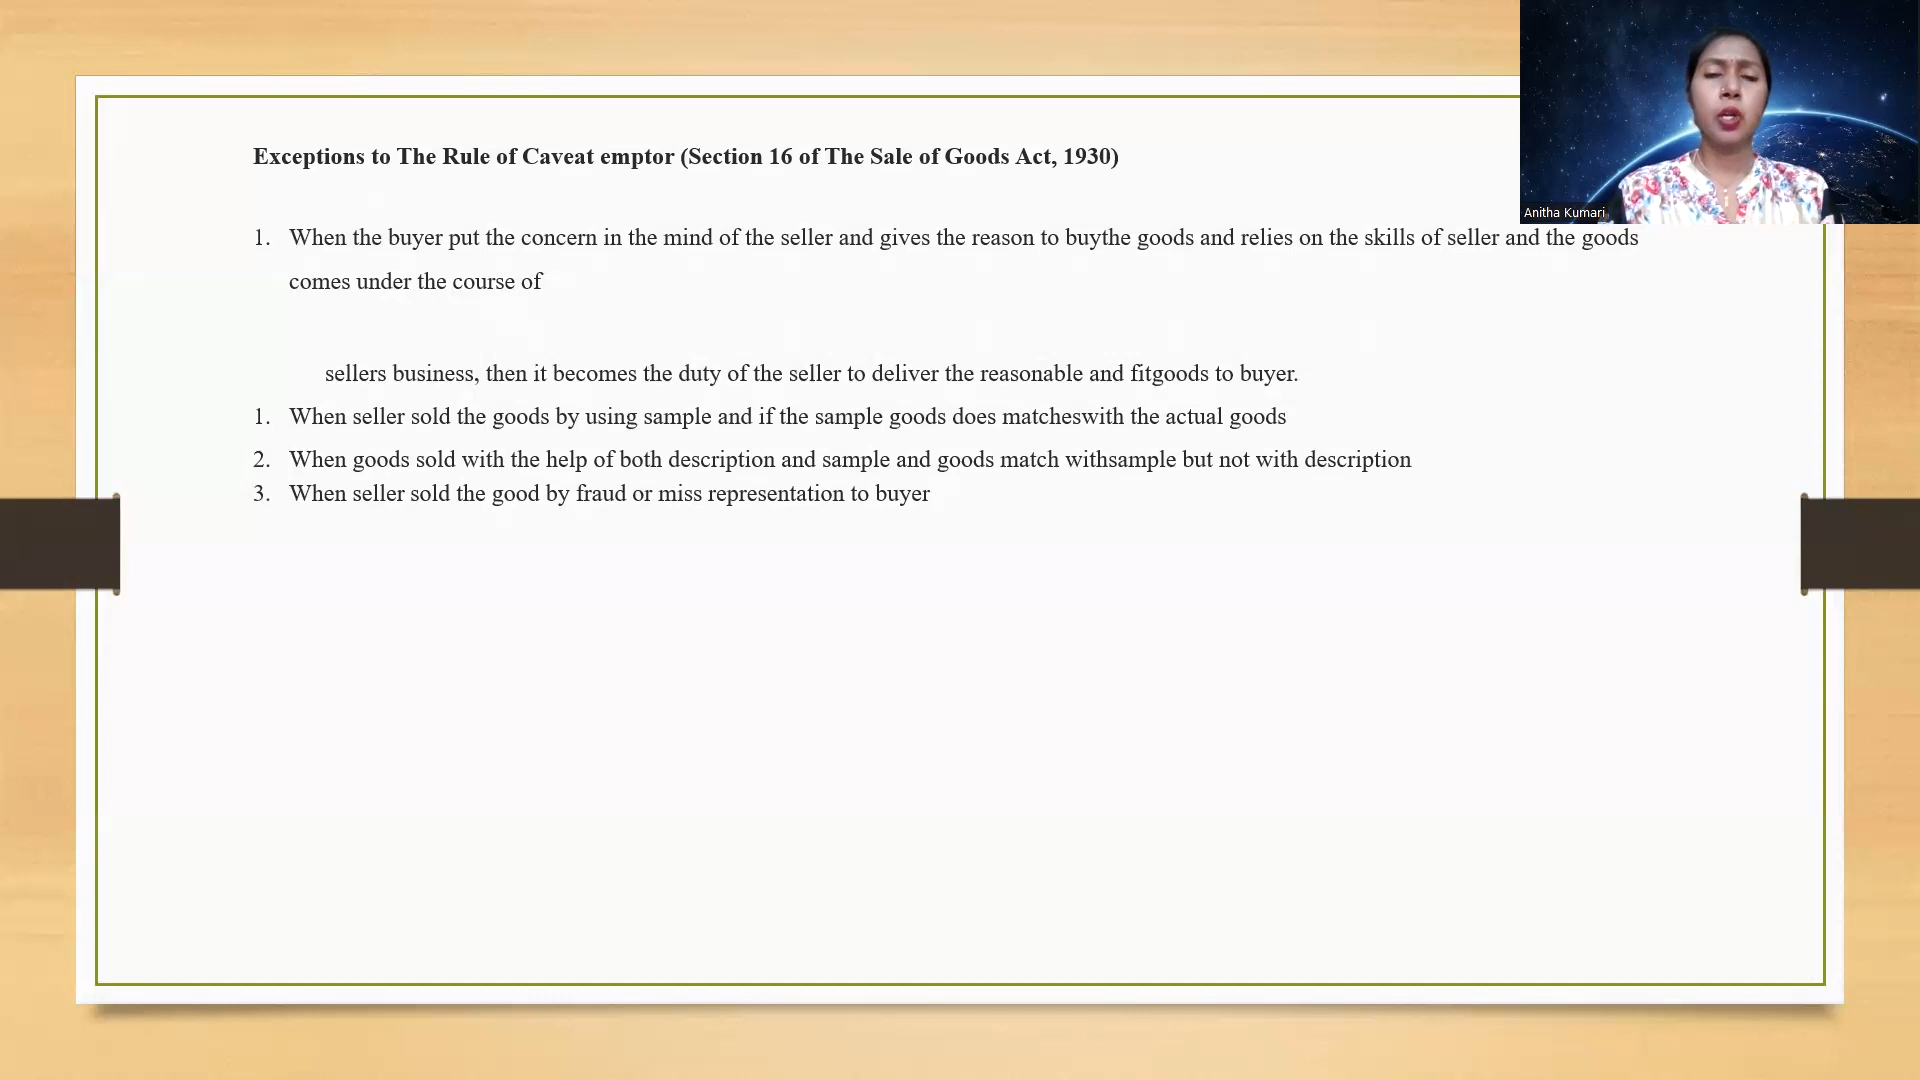 Exceptions to The Rule of Caveat emptor (Section 16 of The Sale of Goods Act, 1930)
Anitha Kumari
1. When the buyer put the concern in the mind of the seller and gives the reason to buythe goods and relies on the skills of seller and the goods
comes under the course of
sellers business, then it becomes the duty of the seller to deliver the reasonable and fitgoods to buyer.
1. When seller sold the goods by using sample and if the sample goods does matcheswith the actual goods
2. When goods sold with the help of both description and sample and goods match withsample but not with description
3. When seller sold the good by fraud or miss representation to buyer